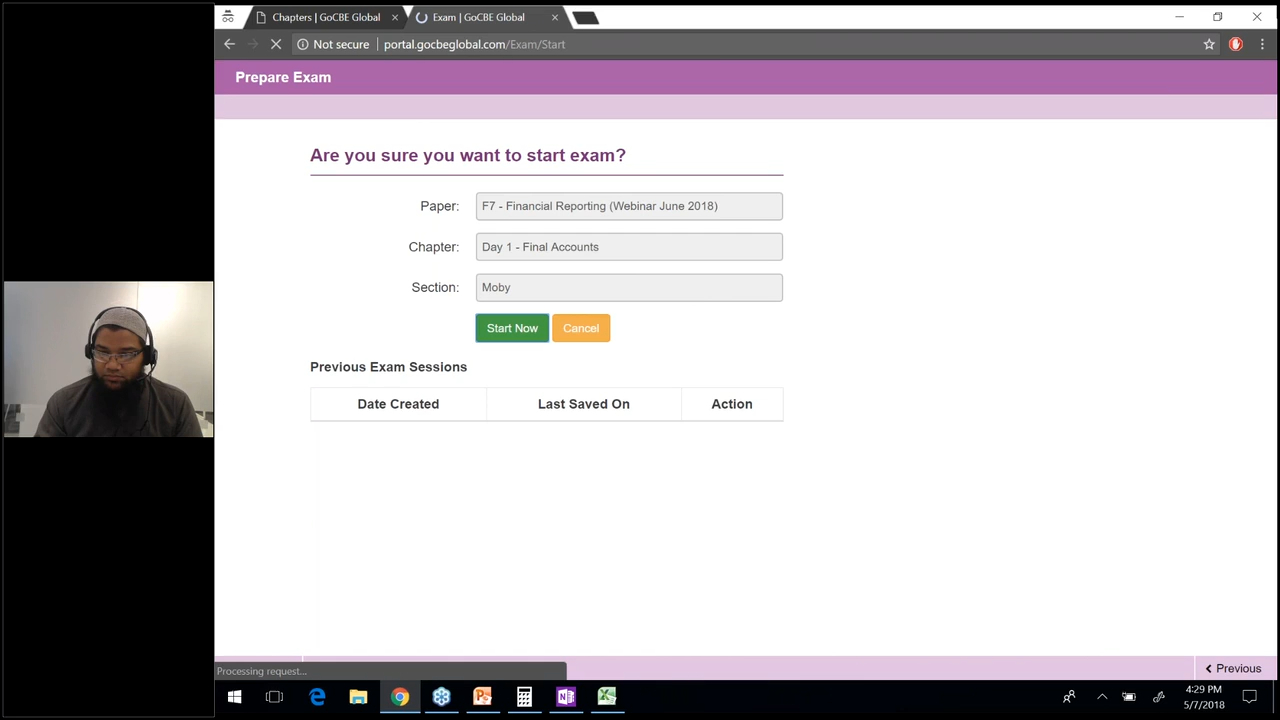 Chapters | GoCBE Global
Exam | GoCBE Global
Not secure
portal.gocbeglobal.com/Exam/Start
Prepare Exam
Are you sure you want to start exam?
Paper: F7 - Financial Reporting (Webinar June 2018)
Chapter: Day 1 - Final Accounts
Section: Moby
Start Now Cancel
Previous Exam Sessions
Date Created Last Saved On Action
Processing request...
Previous
4:29 PM
5/7/2018